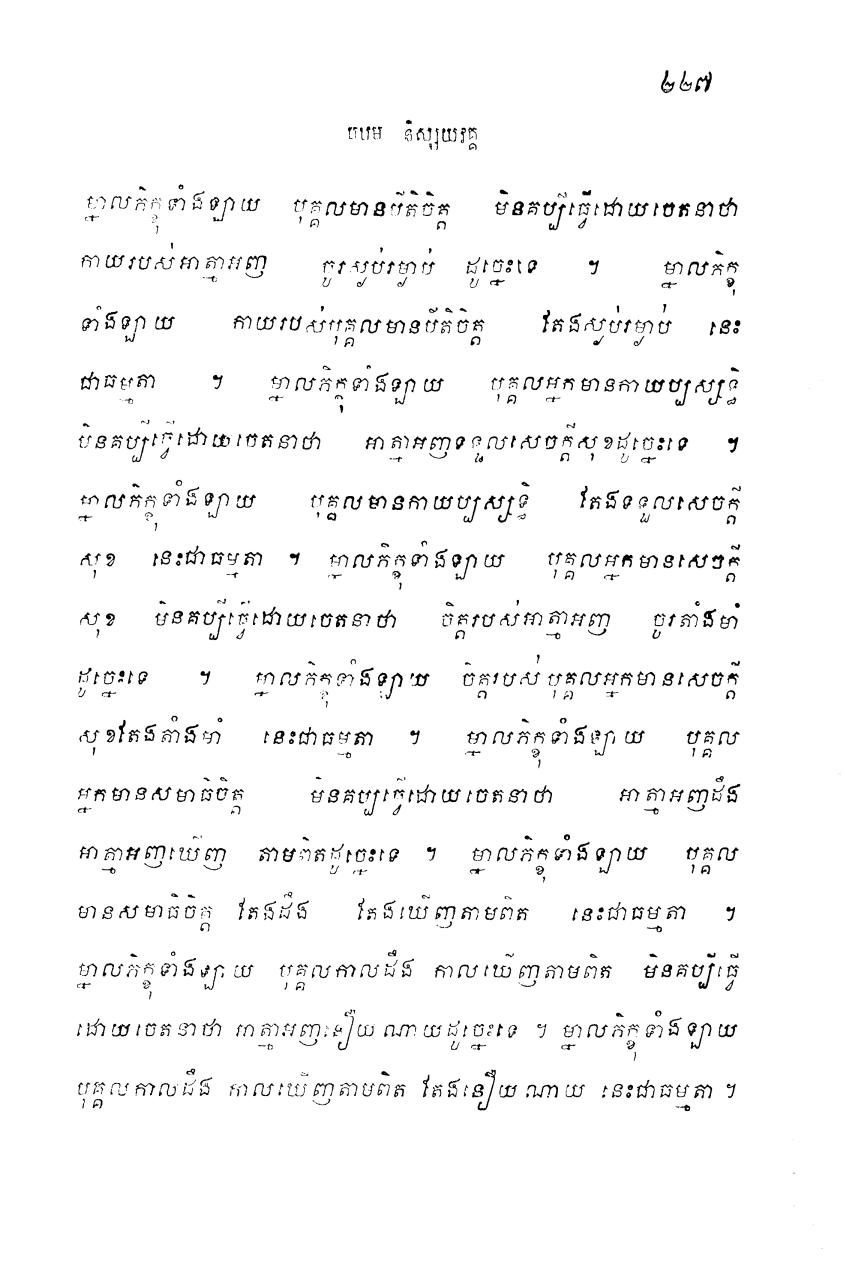 ២២៧
បឋម និស្សយវគ្គ
ម្នាលភិក្ខុទាំងឡាយ បុគ្គលមានបីតិចិត្ត មិនគប្បីធ្វើដោយចេតនាថា
កាយរបស់អាត្មាអញ ចូរស្ងប់រម្ងាប់ ដូច្នេះទេ ។ ម្នាលភិក្ខុ
ទាំងឡាយ កាយរបស់បុគ្គលមានបីតិចិត្ត តែងស្ងប់រម្ងាប់ នេះ
ជាធម្មតា ។ ម្នាលភិក្ខុទាំងឡាយ បុគ្គលអ្នកមានកាយប្បស្សទ្ធិ
មិនគប្បីធ្វើដោយចេតនាថា អាត្មាអញទទួលសេចក្តីសុខដូច្នេះទេ ។
ម្នាលភិក្ខុទាំងឡាយ បុគ្គលមានកាយប្បស្សទ្ធិ តែងទទួលសេចក្តី
សុខ នេះជាធម្មតា ។ ម្នាលភិក្ខុទាំងឡាយ បុគ្គលអ្នកមានសេចក្តី
សុខ មិនគប្បីធ្វើដោយចេតនាថា ចិត្តរបស់អាត្មាអញ ចូរតាំងមាំ
ដូច្នេះទេ ។ ម្នាលភិក្ខុទាំងឡាយ ចិត្តរបស់បុគ្គលអ្នកមានសេចក្តី
សុខតែងតាំងមាំ នេះជាធម្មតា ។ ម្នាលភិក្ខុទាំងឡាយ បុគ្គល
អ្នកមានសមាធិចិត្ត មិនគប្បធ្វើដោយចេតនាថា អាត្មាអញដឹង
អាត្មាអញឃើញ តាមពិតដូច្នេះទេ ។ ម្នាលភិក្ខុទាំងឡាយ បុគ្គល
មានសមាធិចិត្ត តែងដឹង តែងឃើញតាមពិត នេះជាធម្មតា ។
ម្នាលភិក្ខុទាំងឡាយ បុគ្គលកាលដឹង កាលឃើញតាមពិត មិនគប្បីធ្វើ
ដោយចេតនាថា អាត្មាអញនឿយណាយដូច្នេះទេ ។ ម្នាលភិក្ខុទាំងឡាយ
បុគ្គលកាលដឹង កាលឃើញតាមពិត តែងនឿយណាយ នេះជាធម្មតា ។